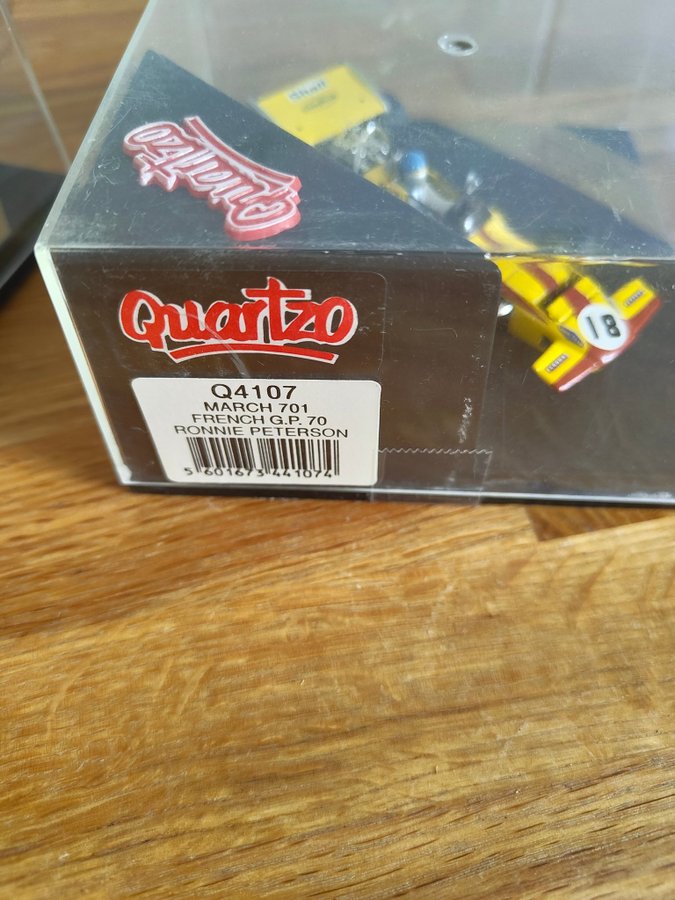 Shell
Quartzo
Quartzo
18
Q4107
MARCH 701
FRENCH G.P. 70
RONNIE PETERSON
5 601673 441074